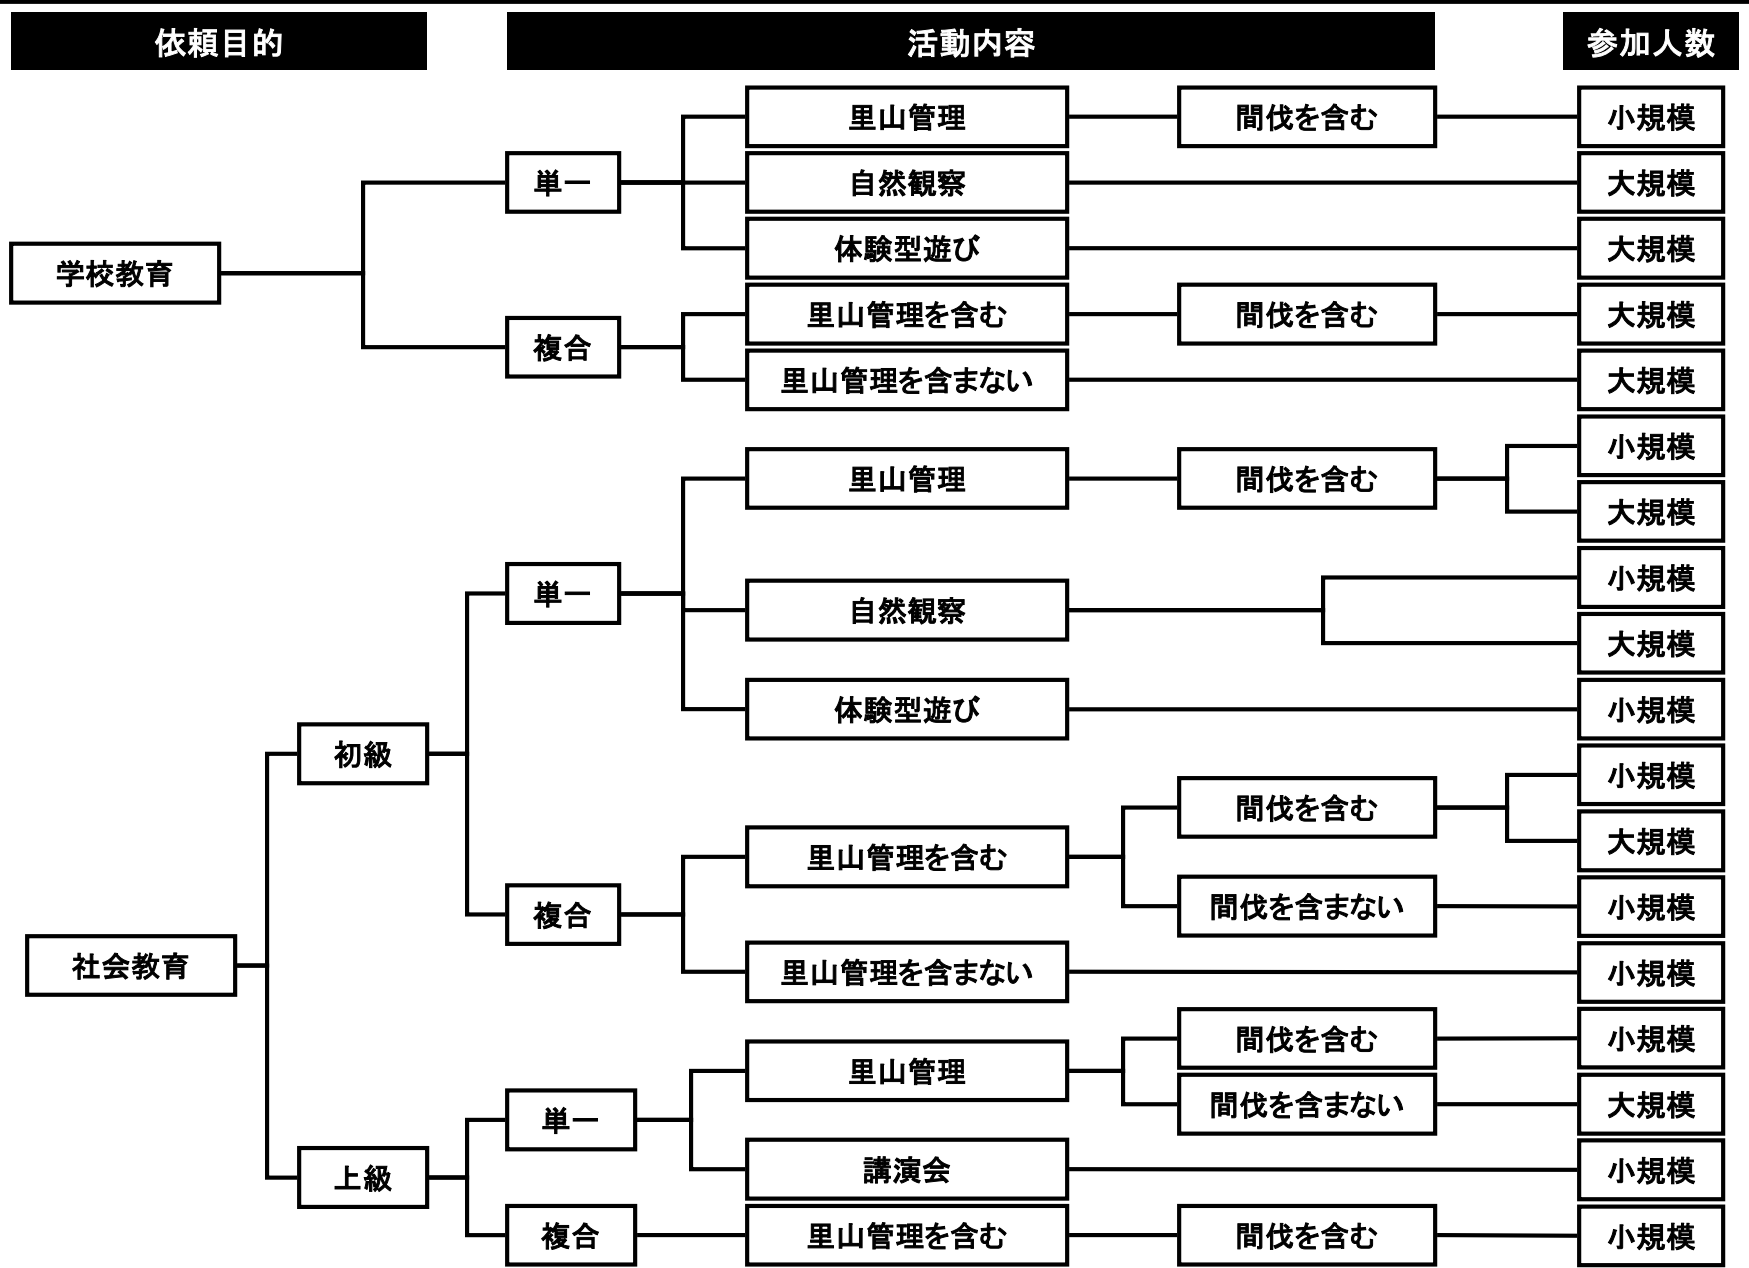 依頼目的 活動内容 参加人数
里山管理 間伐を含む 小規模
単一 自然観察 大規模
体験型遊び 大規模
学校教育
里山管理を含む 間伐を含む 大規模
複合
里山管理を含まない 大規模
小規模
里山管理 間伐を含む
大規模
小規模
単一 自然観察
大規模
体験型遊び 小規模
初級
小規模
間伐を含む
大規模
里山管理を含む
間伐を含まない 小規模
複合
社会教育 里山管理を含まない 小規模
間伐を含む 小規模
里山管理
間伐を含まない 大規模
単一
講演会 小規模
上級
複合 里山管理を含む 間伐を含む 小規模